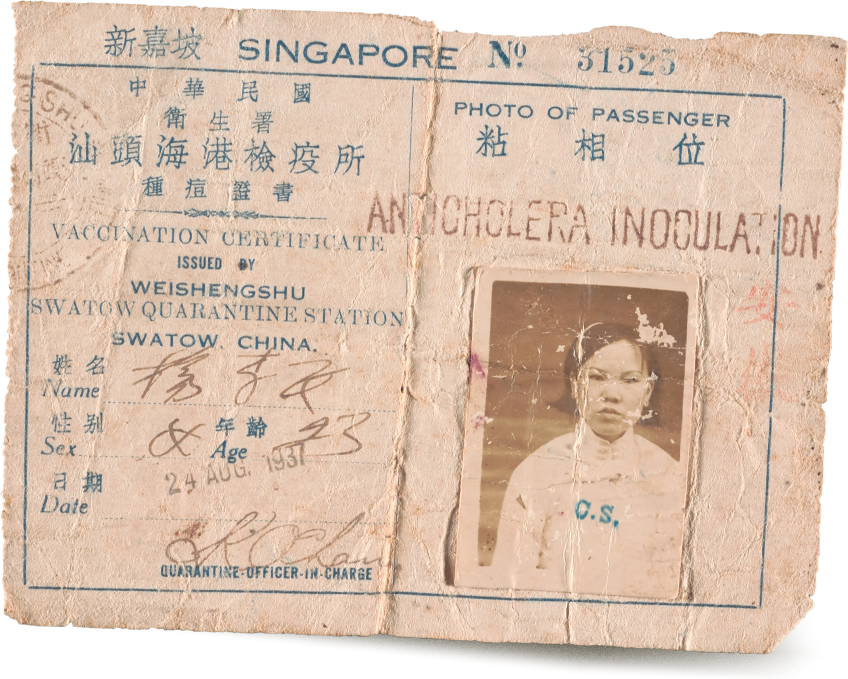 新嘉坡 SINGAPORE Nº 31525
中華民國
衛生署
汕頭海港檢疫所
種痘證書
VACCINATION CERTIFICATE
ISSUED BY
WEISHENGSHU
SWATOW QUARANTINE STATION
SWATOW, CHINA.
姓名
Name 楊
性別 年齡
Sex 女 Age 23
日期
Date 24 AUG. 1937
QUARANTINE-OFFICER-IN-CHARGE
PHOTO OF PASSENGER
粘相位
ANTICHOLERA INOCULATION
C.S.